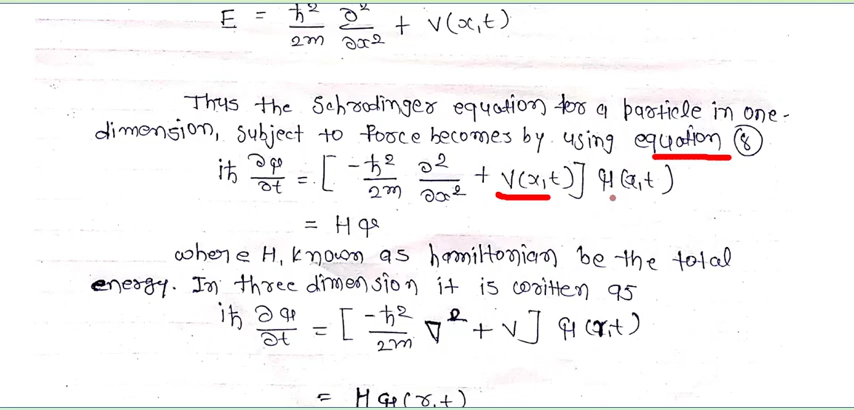 E = ħ²/2m ∂²/∂x² + V(x,t)
Thus the Schrodinger equation for a particle in one-
dimension, subject to force becomes by using equation ⑧
iħ ∂ψ/∂t = [ -ħ²/2m ∂²/∂x² + V(x,t)] ψ(x,t)
= Hψ
where H, known as hamiltonian be the total
energy. In three dimension it is written as
iħ ∂ψ/∂t = [ -ħ²/2m ∇² + V ] ψ(r,t)
= Hψ(r,t)